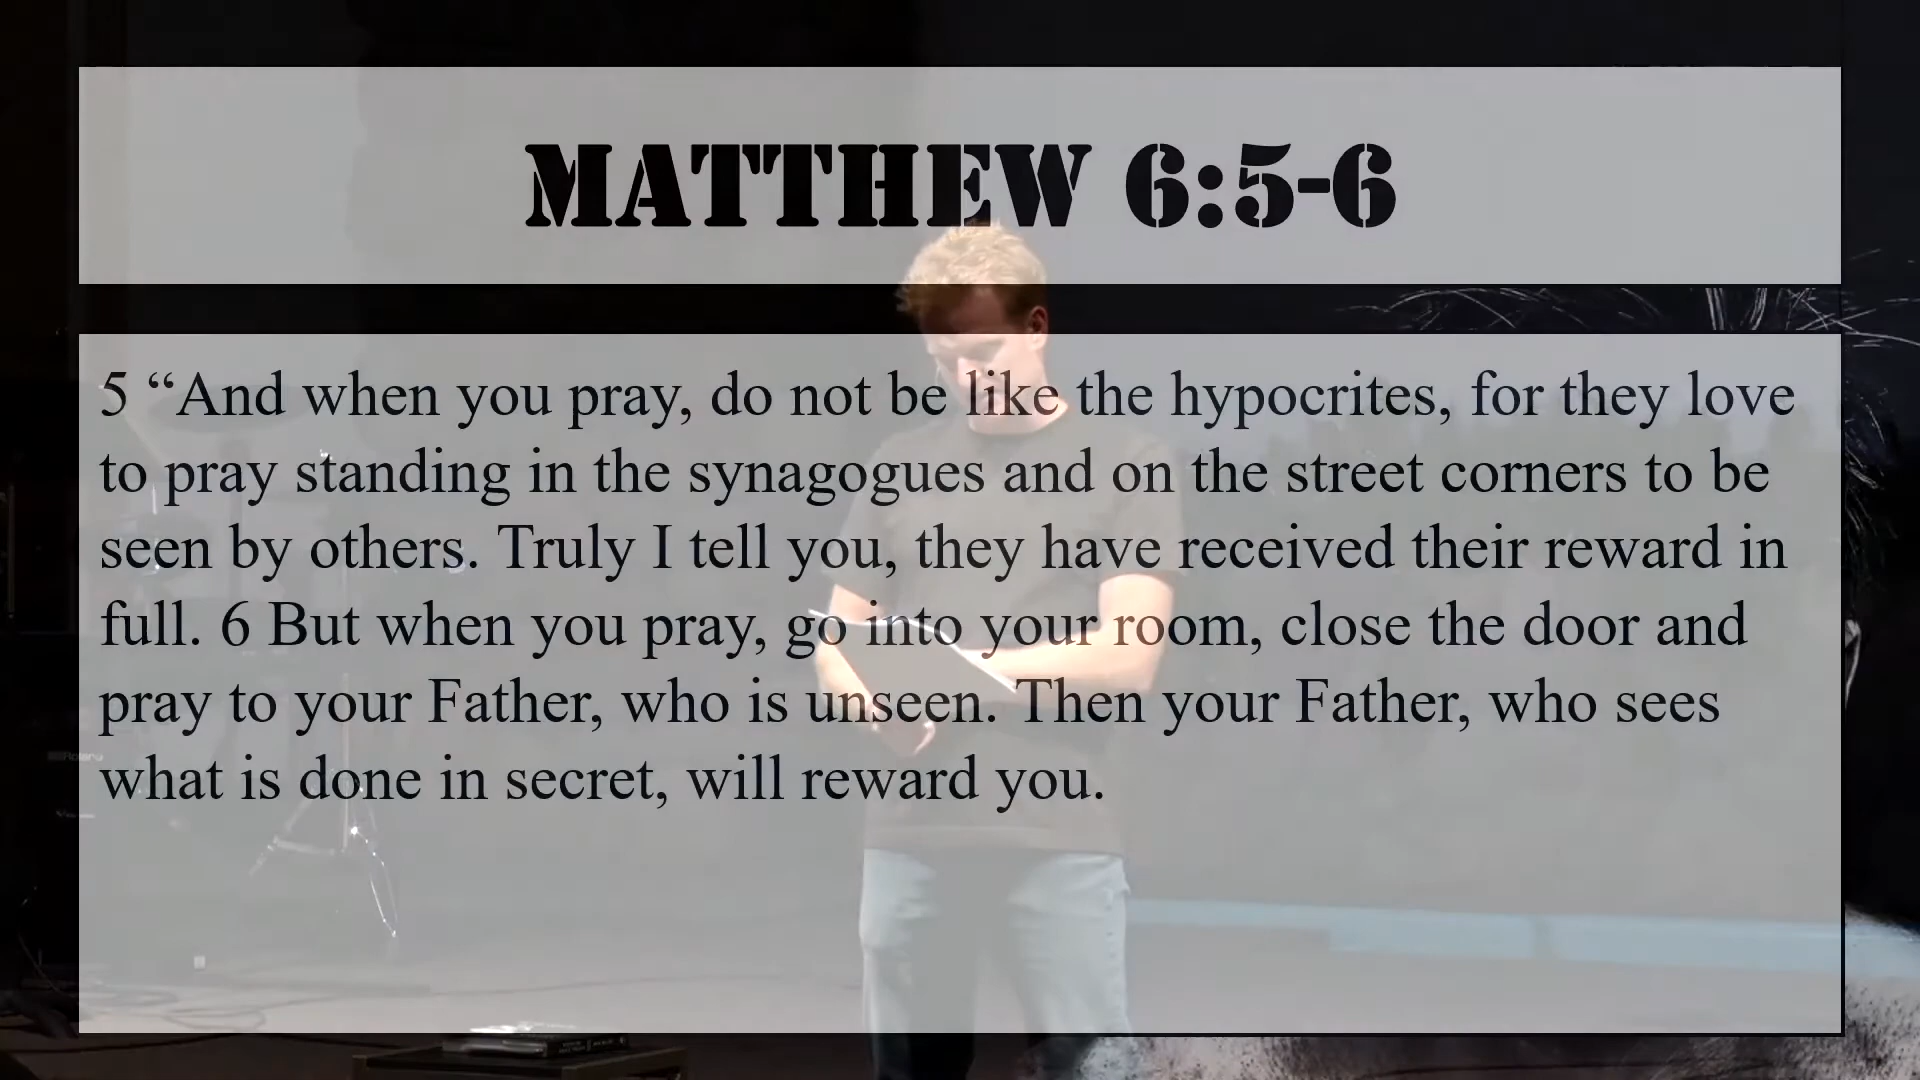 MATTHEW 6:5-6
5 “And when you pray, do not be like the hypocrites, for they love
to pray standing in the synagogues and on the street corners to be
seen by others. Truly I tell you, they have received their reward in
full. 6 But when you pray, go into your room, close the door and
pray to your Father, who is unseen. Then your Father, who sees
what is done in secret, will reward you.